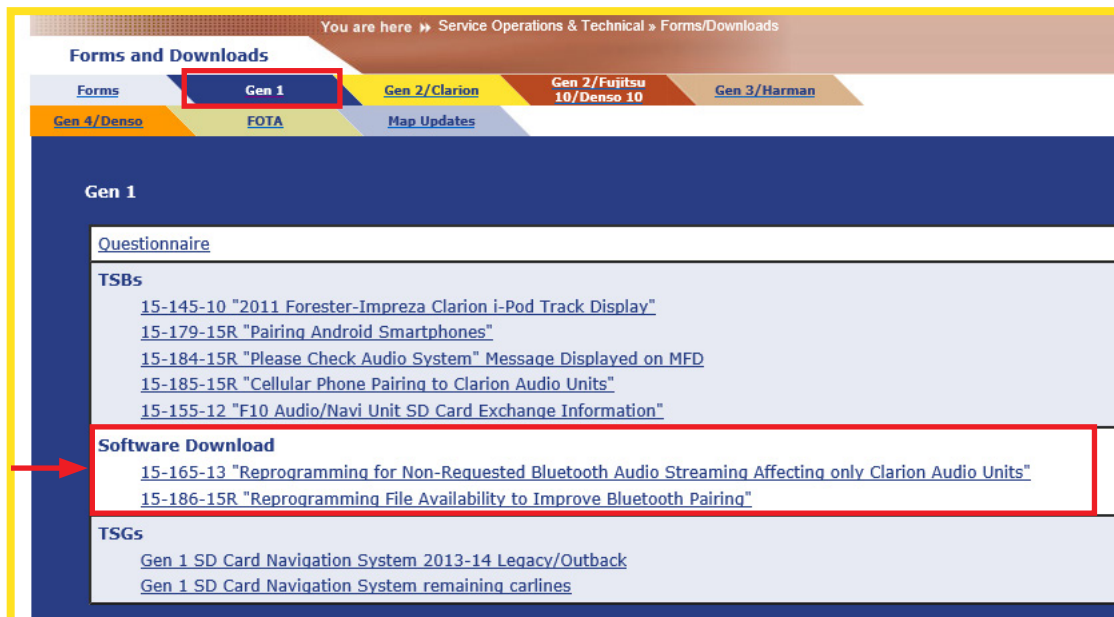 You are here » Service Operations & Technical » Forms/Downloads
Forms and Downloads
Forms
Gen 1
Gen 2/Clarion
Gen 2/Fujitsu
10/Denso 10
Gen 3/Harman
Gen 4/Denso
FOTA
Map Updates
Gen 1
Questionnaire
TSBs
15-145-10 "2011 Forester-Impreza Clarion i-Pod Track Display"
15-179-15R "Pairing Android Smartphones"
15-184-15R "Please Check Audio System" Message Displayed on MFD
15-185-15R "Cellular Phone Pairing to Clarion Audio Units"
15-155-12 "F10 Audio/Navi Unit SD Card Exchange Information"
Software Download
15-165-13 "Reprogramming for Non-Requested Bluetooth Audio Streaming Affecting only Clarion Audio Units"
15-186-15R "Reprogramming File Availability to Improve Bluetooth Pairing"
TSGs
Gen 1 SD Card Navigation System 2013-14 Legacy/Outback
Gen 1 SD Card Navigation System remaining carlines